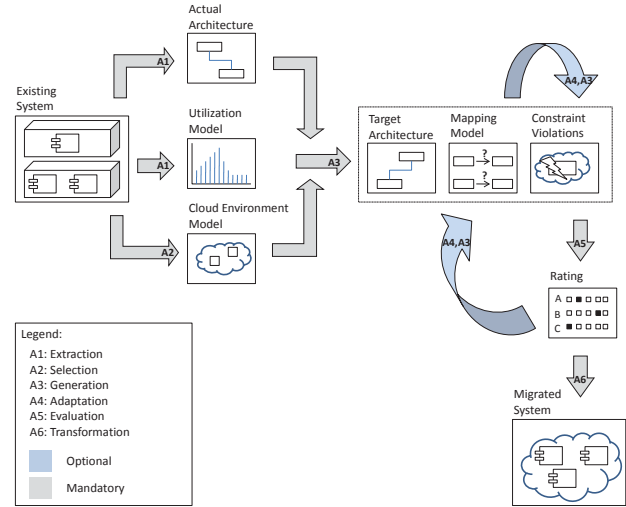 Actual
Architecture
A1
Existing
System
Utilization
Model
A1
A3
Cloud Environment
Model
A2
A4,A3
Target
Architecture
Mapping
Model
?
?
Constraint
Violations
A4,A3
A5
Rating
A
B
C
A6
Migrated
System
Legend:
A1: Extraction
A2: Selection
A3: Generation
A4: Adaptation
A5: Evaluation
A6: Transformation
Optional
Mandatory